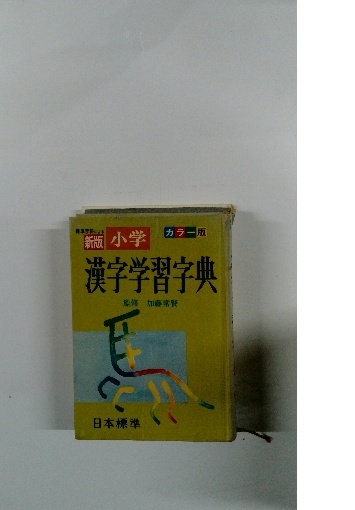 新版 小学 カラー版
漢字学習字典
監修 加藤常賢
日本標準